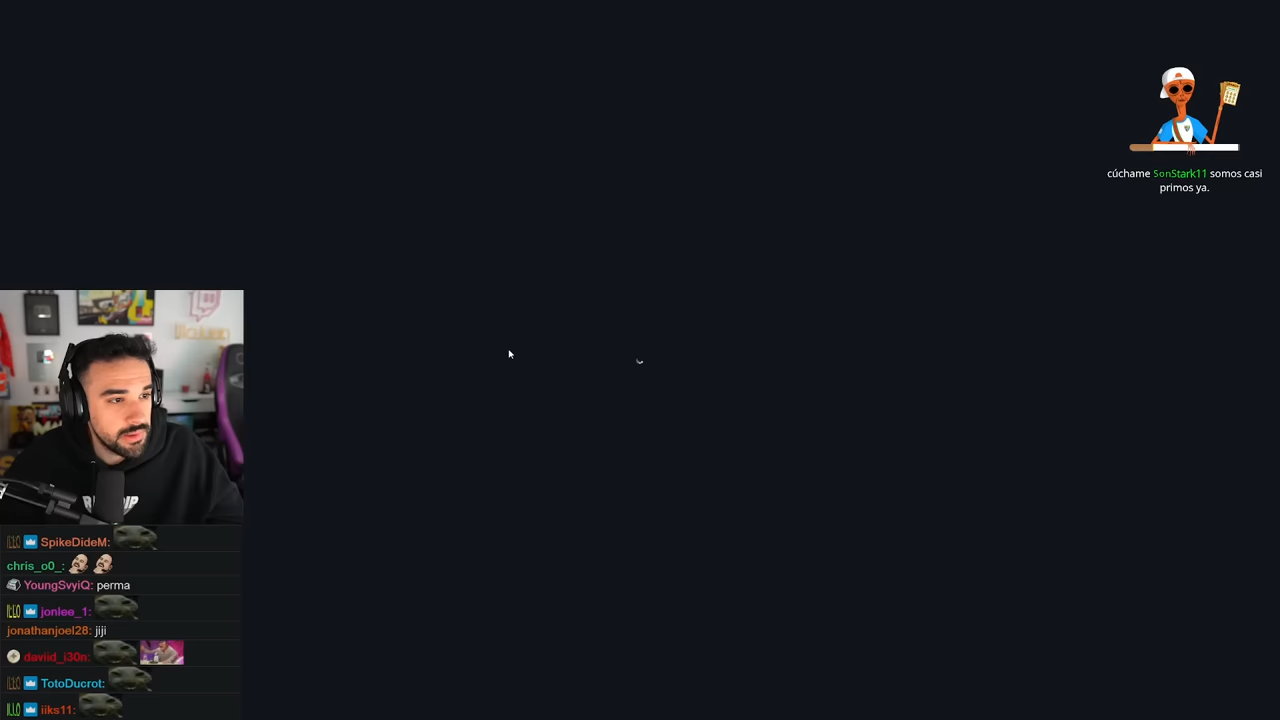 cúchame SonStark11 somos casi
primos ya.
SpikeDideM:
chris_o0_:
YoungSvyiQ: perma
jonlee_1:
jonathanjoel28: jiji
daviid_i30n:
TotoDucrot:
iiks11: